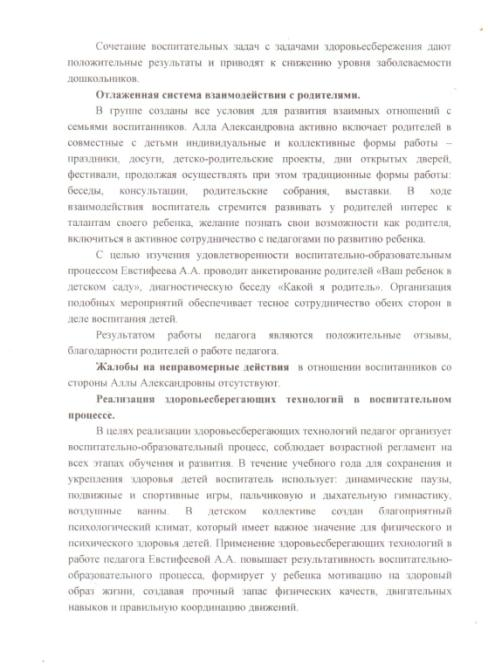 Сочетание воспитательных задач с задачами здоровьесбережения дают
положительные результаты и приводят к снижению уровня заболеваемости
дошкольников.
Отлаженная система взаимодействия с родителями.
В группе созданы все условия для развития взаимных отношений с
семьями воспитанников. Алла Александровна активно включает родителей в
совместные с детьми индивидуальные и коллективные формы работы –
праздники, досуги, детско-родительские проекты, дни открытых дверей,
фестивали, продолжая осуществлять при этом традиционные формы работы:
беседы, консультации, родительские собрания, выставки. В ходе
взаимодействия воспитатель стремится развивать у родителей интерес к
талантам своего ребенка, желание познать свои возможности как родителя,
включиться в активное сотрудничество с педагогами по развитию ребенка.
С целью изучения удовлетворенности воспитательно-образовательным
процессом Евстифеева А.А. проводит анкетирование родителей «Ваш ребенок в
детском саду», диагностическую беседу «Какой я родитель». Организация
подобных мероприятий обеспечивает тесное сотрудничество обеих сторон в
деле воспитания детей.
Результатом работы педагога являются положительные отзывы,
благодарности родителей о работе педагога.
Жалобы на неправомерные действия в отношении воспитанников со
стороны Аллы Александровны отсутствуют.
Реализация здоровьесберегающих технологий в воспитательном
процессе.
В целях реализации здоровьесберегающих технологий педагог организует
воспитательно-образовательный процесс, соблюдает возрастной регламент на
всех этапах обучения и развития. В течение учебного года для сохранения и
укрепления здоровья детей воспитатель использует: динамические паузы,
подвижные и спортивные игры, пальчиковую и дыхательную гимнастику,
воздушные ванны. В детском коллективе создан благоприятный
психологический климат, который имеет важное значение для физического и
психического здоровья детей. Применение здоровьесберегающих технологий в
работе педагога Евстифеевой А.А. повышает результативность воспитательно-
образовательного процесса, формирует у ребенка мотивацию на здоровый
образ жизни, создавая прочный запас физических качеств, двигательных
навыков и правильную координацию движений.